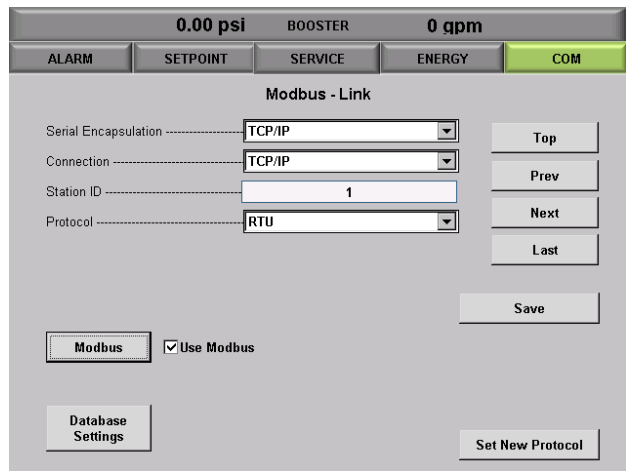 0.00 psi BOOSTER 0 gpm
ALARM SETPOINT SERVICE ENERGY COM
Modbus - Link
Serial Encapsulation TCP/IP
Connection TCP/IP
Station ID 1
Protocol RTU
Top
Prev
Next
Last
Save
Modbus Use Modbus
Database
Settings
Set New Protocol